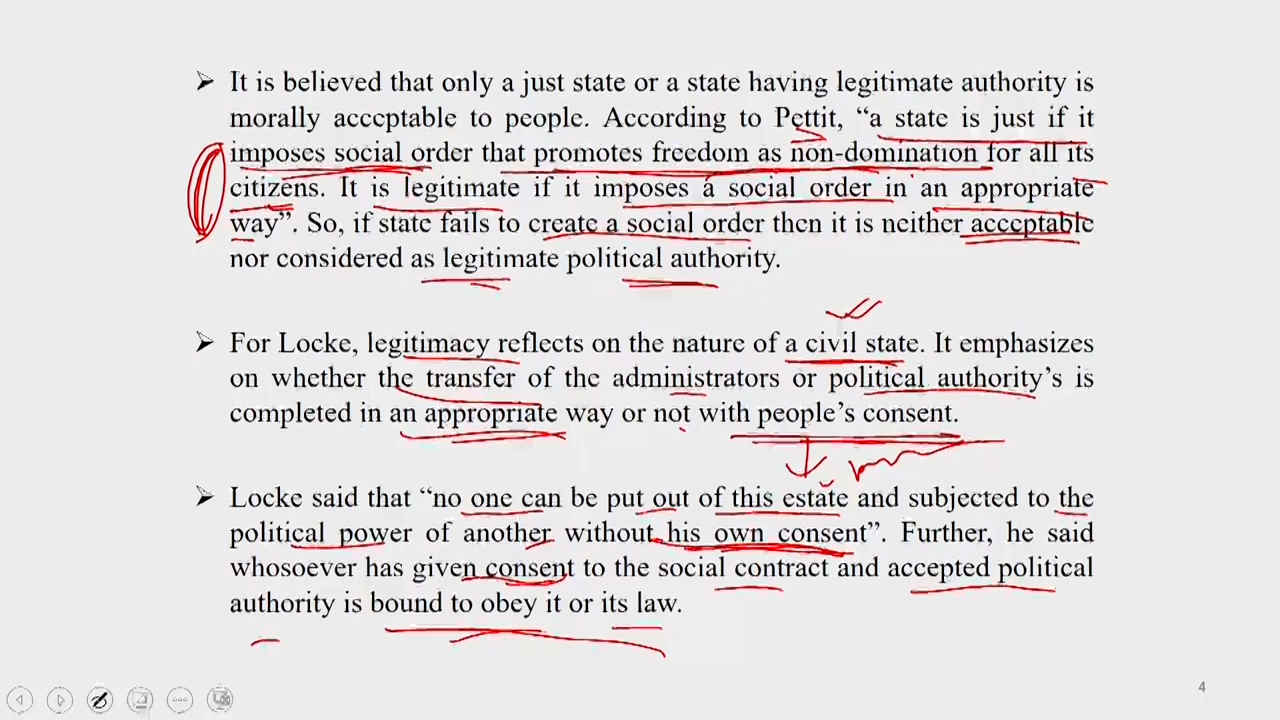 ➢ It is believed that only a just state or a state having legitimate authority is
morally acceptable to people. According to Pettit, “a state is just if it
imposes social order that promotes freedom as non-domination for all its
citizens. It is legitimate if it imposes a social order in an appropriate
way”. So, if state fails to create a social order then it is neither acceptable
nor considered as legitimate political authority.
➢ For Locke, legitimacy reflects on the nature of a civil state. It emphasizes
on whether the transfer of the administrators or political authority’s is
completed in an appropriate way or not with people’s consent.
➢ Locke said that “no one can be put out of this estate and subjected to the
political power of another without his own consent”. Further, he said
whosoever has given consent to the social contract and accepted political
authority is bound to obey it or its law.
4